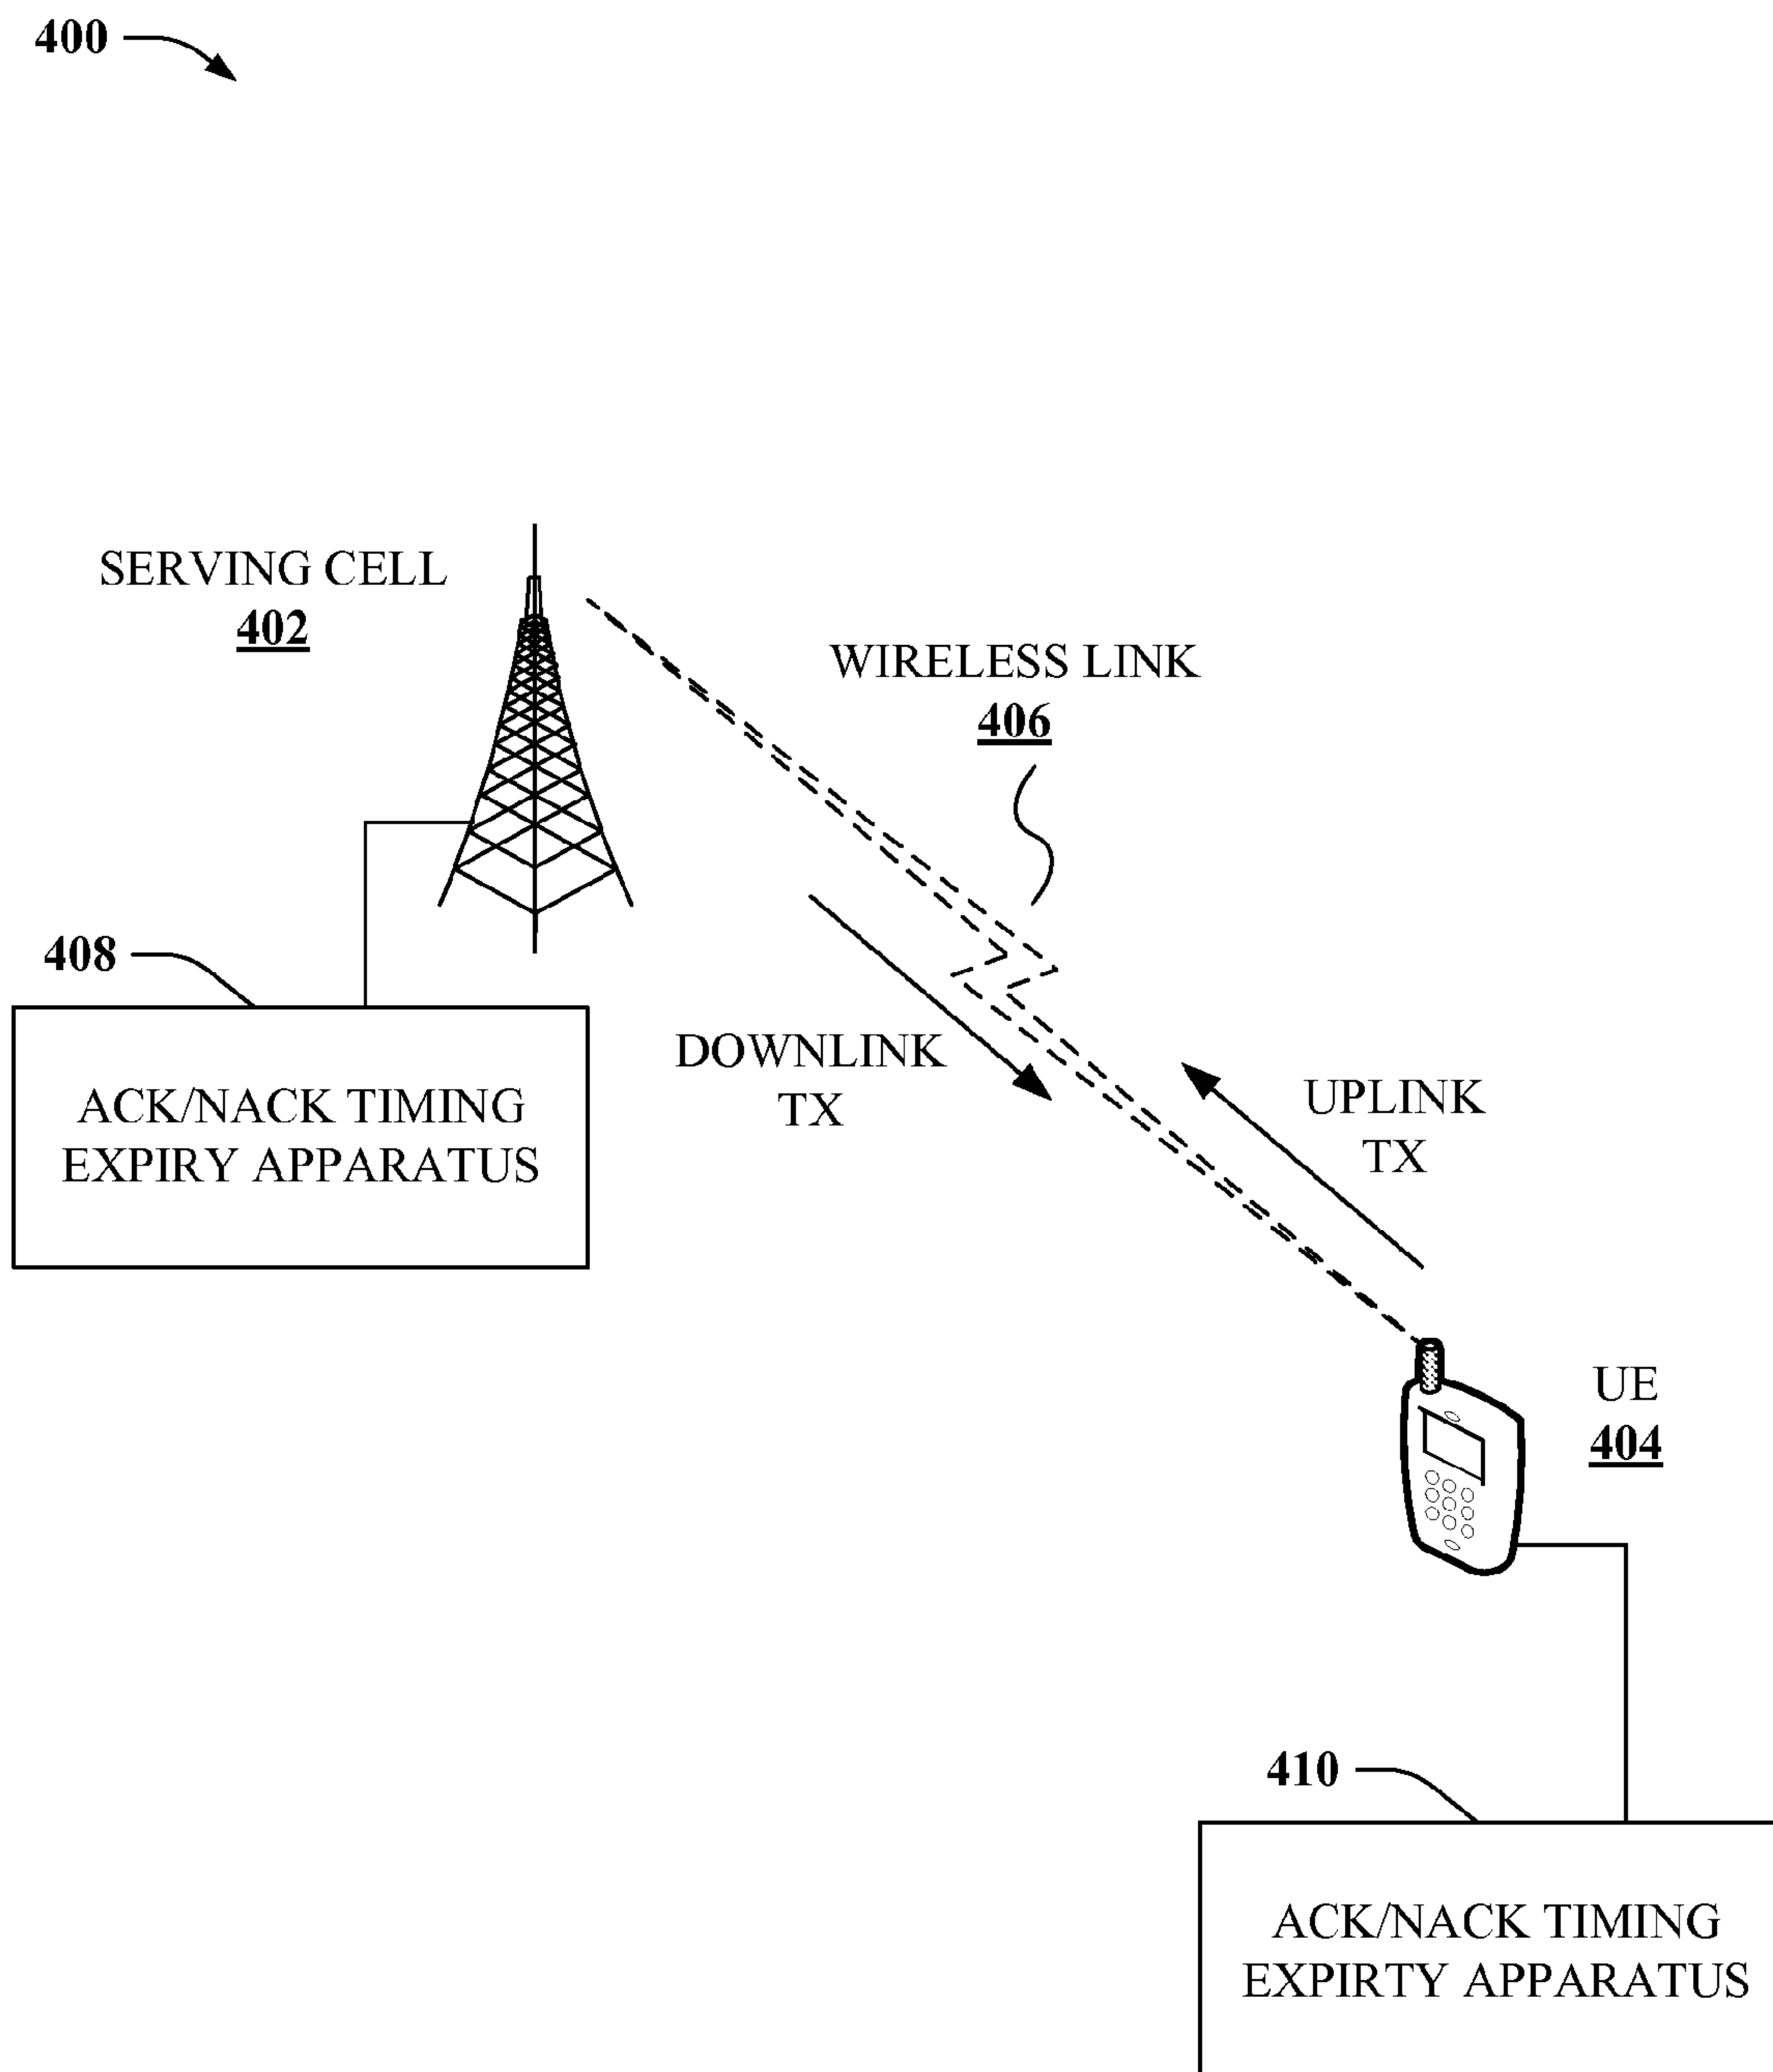 400
SERVING CELL
402
WIRELESS LINK
406
408
DOWNLINK
TX
ACK/NACK TIMING
EXPIRY APPARATUS
UPLINK
TX
UE
404
410
ACK/NACK TIMING
EXPIRTY APPARATUS